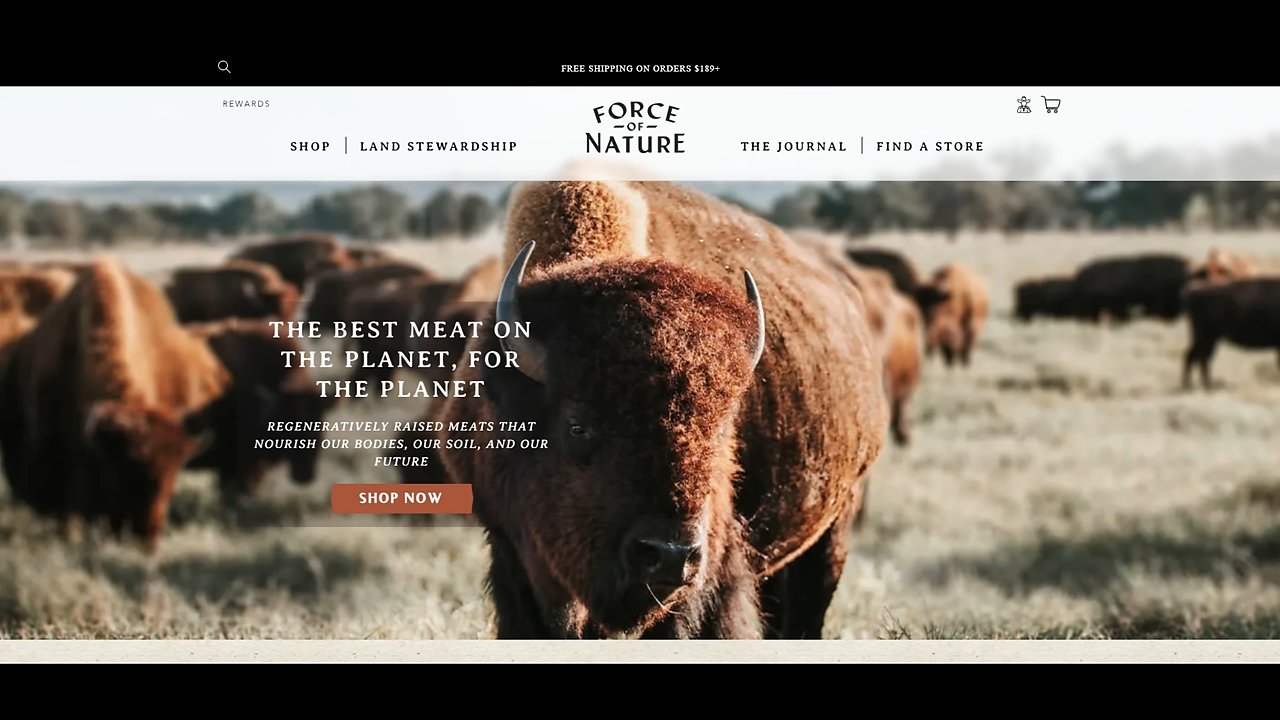 FREE SHIPPING ON ORDERS $189+
REWARDS
FORCE
OF
NATURE
SHOP
LAND STEWARDSHIP
THE JOURNAL
FIND A STORE
THE BEST MEAT ON
THE PLANET, FOR
THE PLANET
REGENERATIVELY RAISED MEATS THAT
NOURISH OUR BODIES, OUR SOIL, AND OUR
FUTURE
SHOP NOW